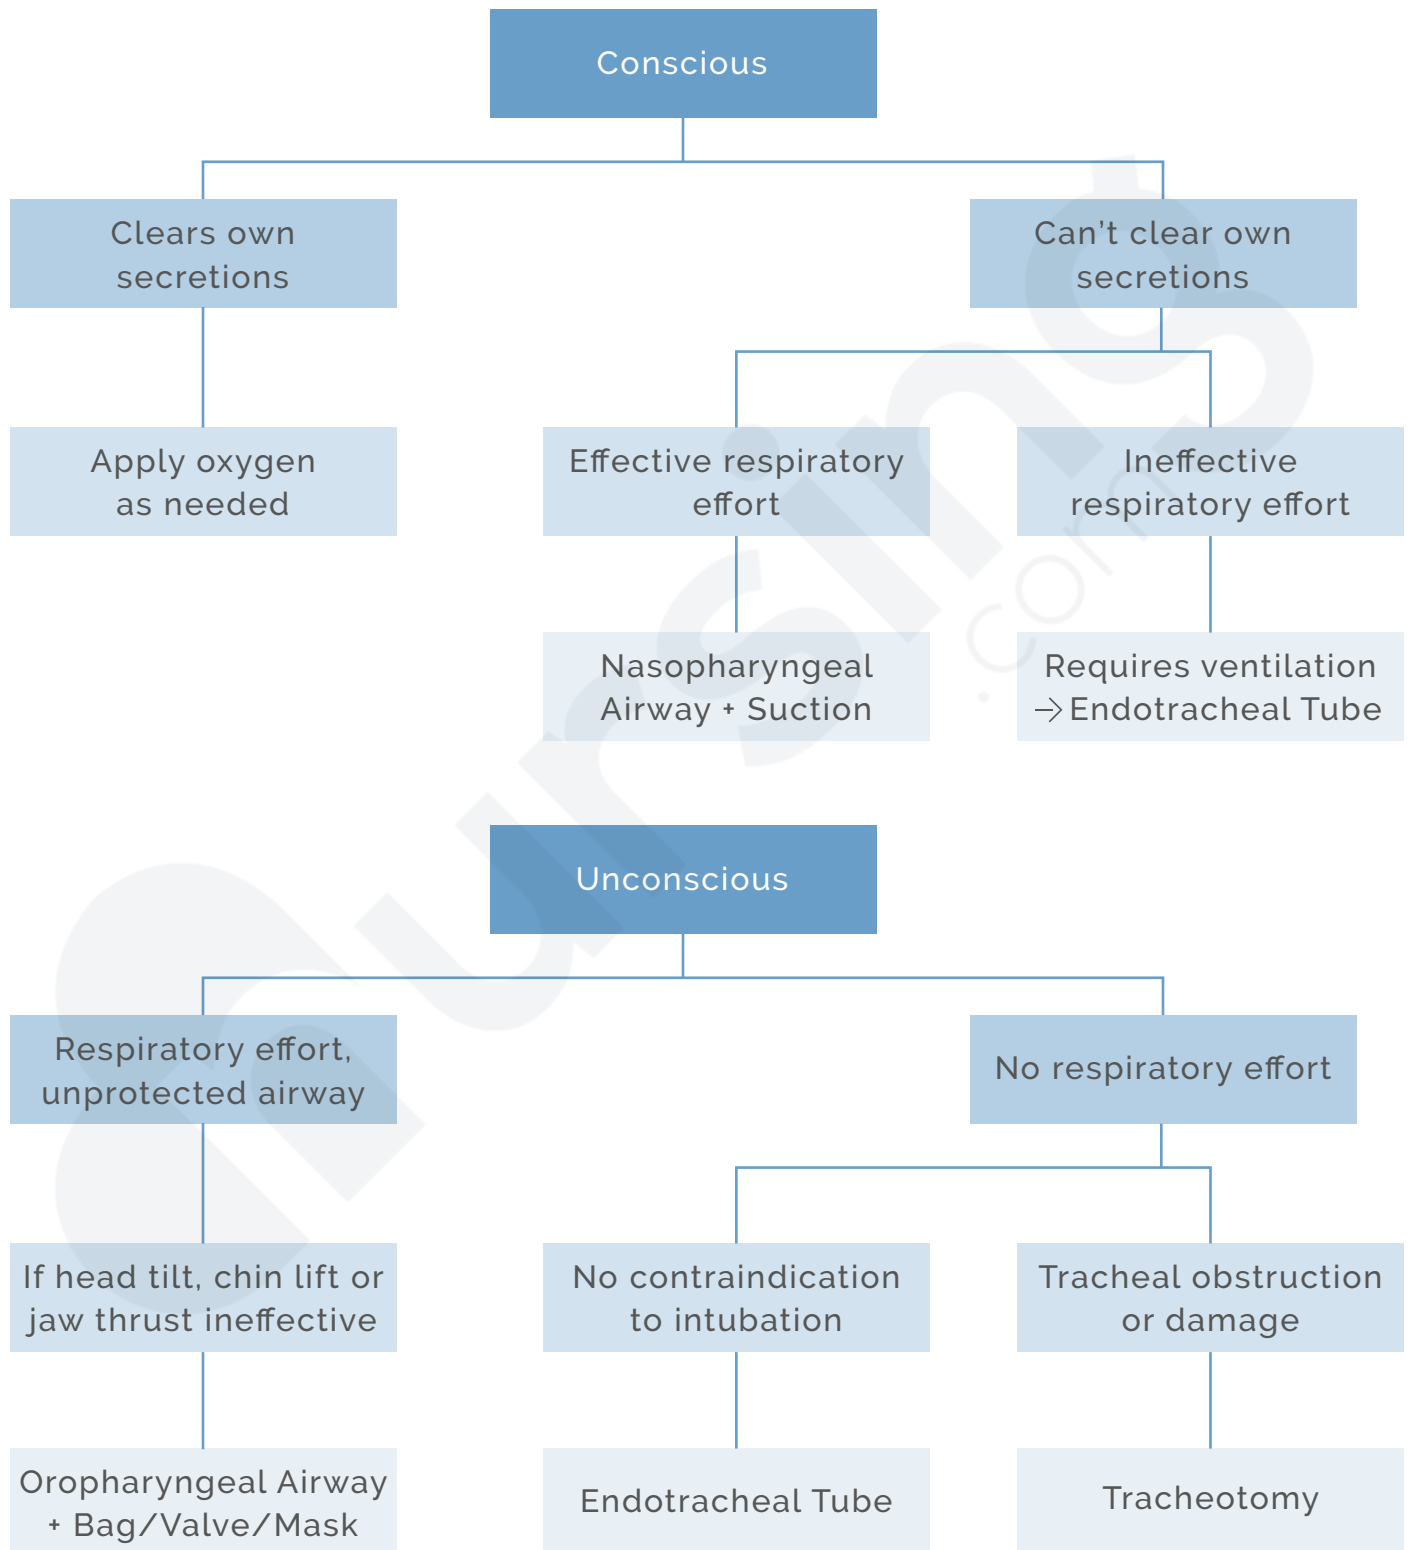 Conscious
Clears own
secretions
Can't clear own
secretions
Apply oxygen
as needed
Effective respiratory
effort
Ineffective
respiratory effort
Nasopharyngeal
Airway + Suction
Requires ventilation
→ Endotracheal Tube
Unconscious
Respiratory effort,
unprotected airway
No respiratory effort
If head tilt, chin lift or
jaw thrust ineffective
No contraindication
to intubation
Tracheal obstruction
or damage
Oropharyngeal Airway
+ Bag/Valve/Mask
Endotracheal Tube
Tracheotomy
nursing
.com